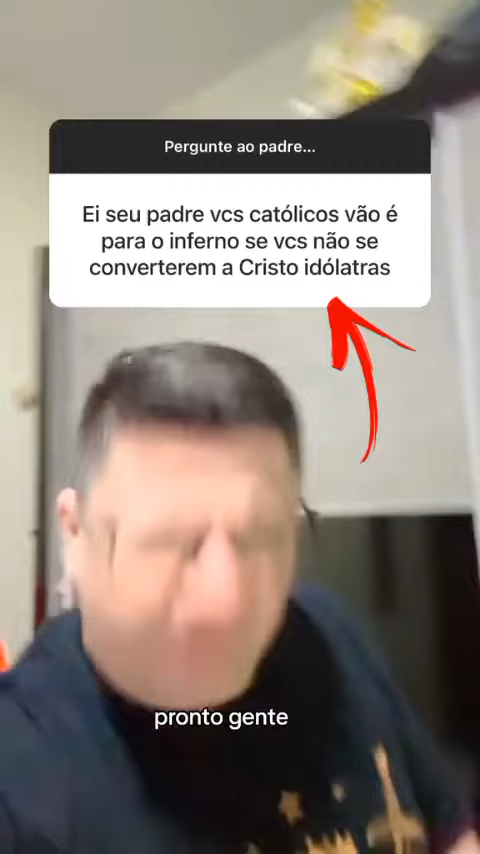 Pergunte ao padre...
Ei seu padre vcs católicos vão é
para o inferno se vcs não se
converterem a Cristo idólatras
pronto gente